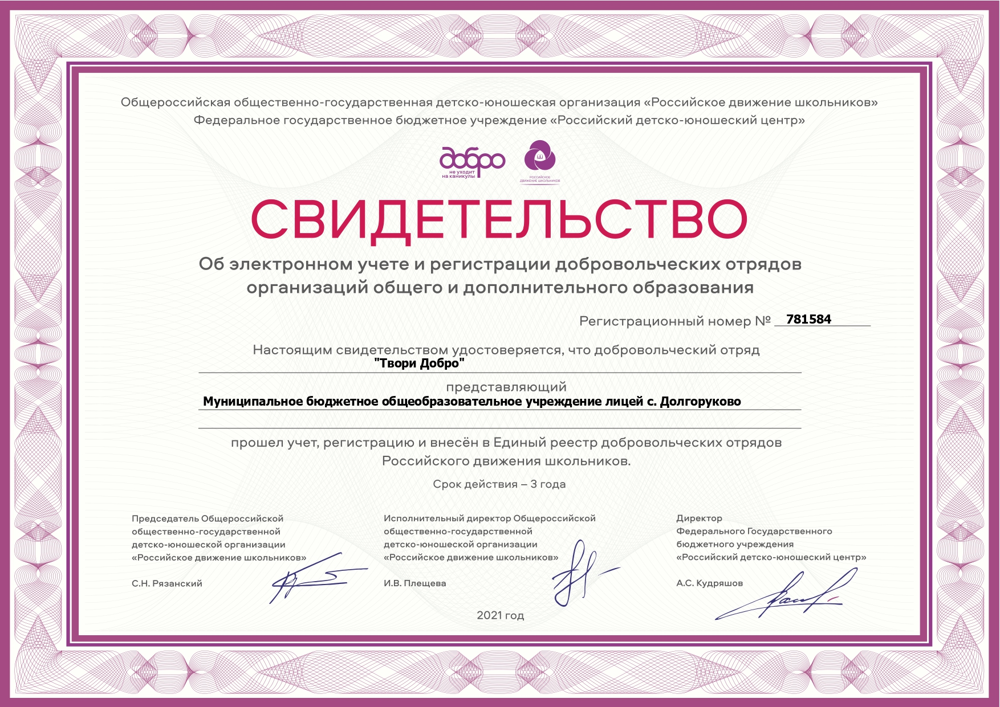 Общероссийская общественно-государственная детско-юношеская организация «Российское движение школьников»
Федеральное государственное бюджетное учреждение «Российский детско-юношеский центр»
добро
не уходит
на каникулы
РОССИЙСКОЕ
ДВИЖЕНИЕ ШКОЛЬНИКОВ
СВИДЕТЕЛЬСТВО
Об электронном учете и регистрации добровольческих отрядов
организаций общего и дополнительного образования
Регистрационный номер № 781584
Настоящим свидетельством удостоверяется, что добровольческий отряд
"Твори Добро"
представляющий
Муниципальное бюджетное общеобразовательное учреждение лицей с. Долгоруково
прошел учет, регистрацию и внесён в Единый реестр добровольческих отрядов
Российского движения школьников.
Срок действия – 3 года
Председатель Общероссийской
общественно-государственной
детско-юношеской организации
«Российское движение школьников»
С.Н. Рязанский
Исполнительный директор Общероссийской
общественно-государственной
детско-юношеской организации
«Российское движение школьников»
И.В. Плещева
Директор
Федерального Государственного
бюджетного учреждения
«Российский детско-юношеский центр»
А.С. Кудряшов
2021 год